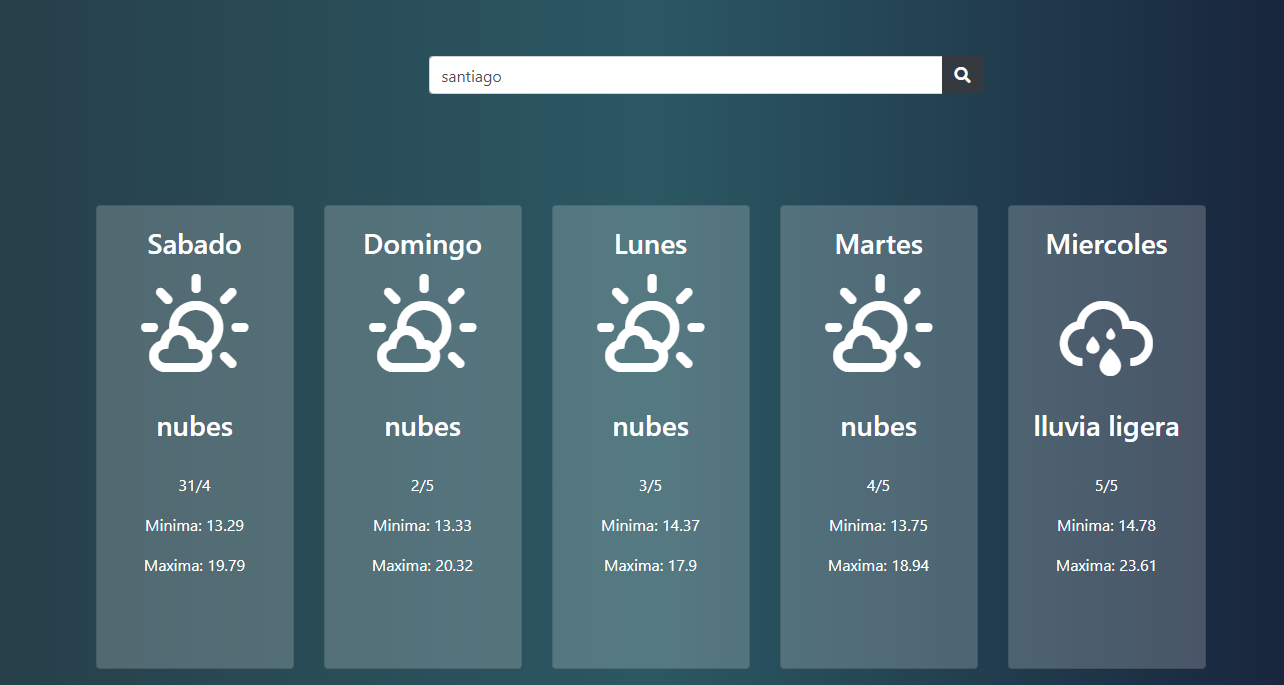 santiago
Sabado
nubes
31/4
Minima: 13.29
Maxima: 19.79
Domingo
nubes
2/5
Minima: 13.33
Maxima: 20.32
Lunes
nubes
3/5
Minima: 14.37
Maxima: 17.9
Martes
nubes
4/5
Minima: 13.75
Maxima: 18.94
Miercoles
lluvia ligera
5/5
Minima: 14.78
Maxima: 23.61